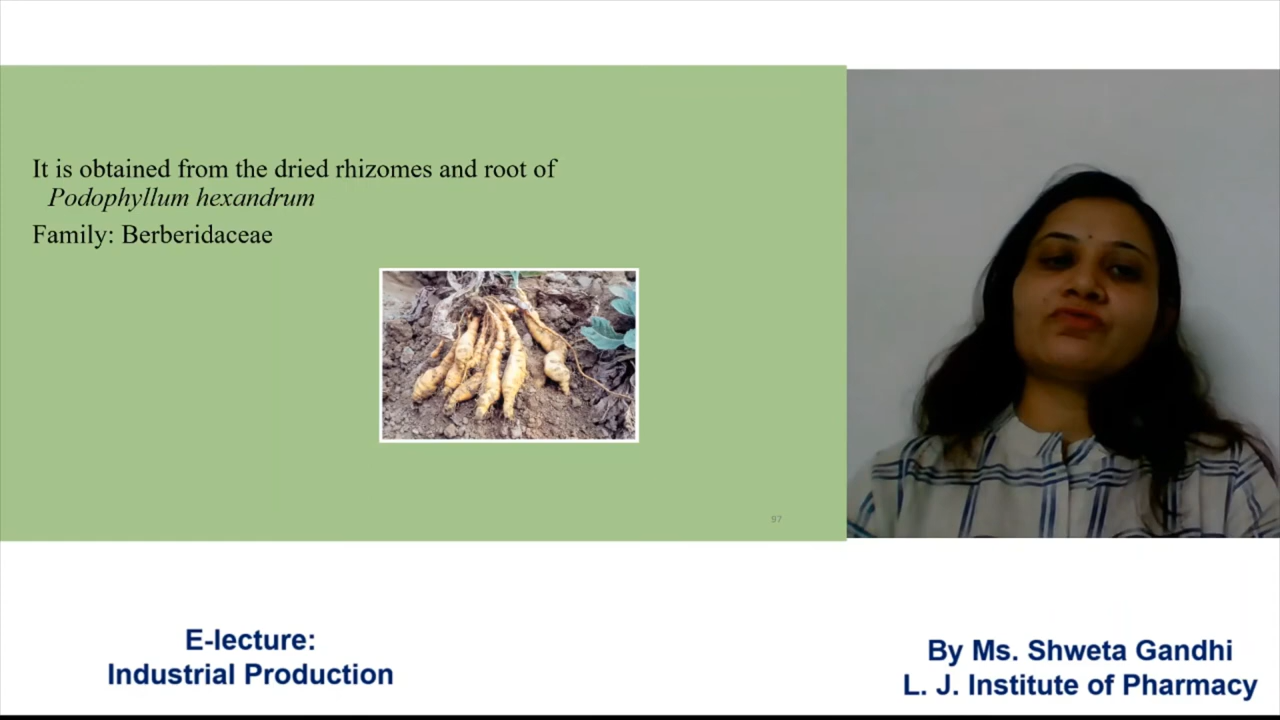 It is obtained from the dried rhizomes and root of
Podophyllum hexandrum
Family: Berberidaceae
97
E-lecture:
Industrial Production
By Ms. Shweta Gandhi
L. J. Institute of Pharmacy